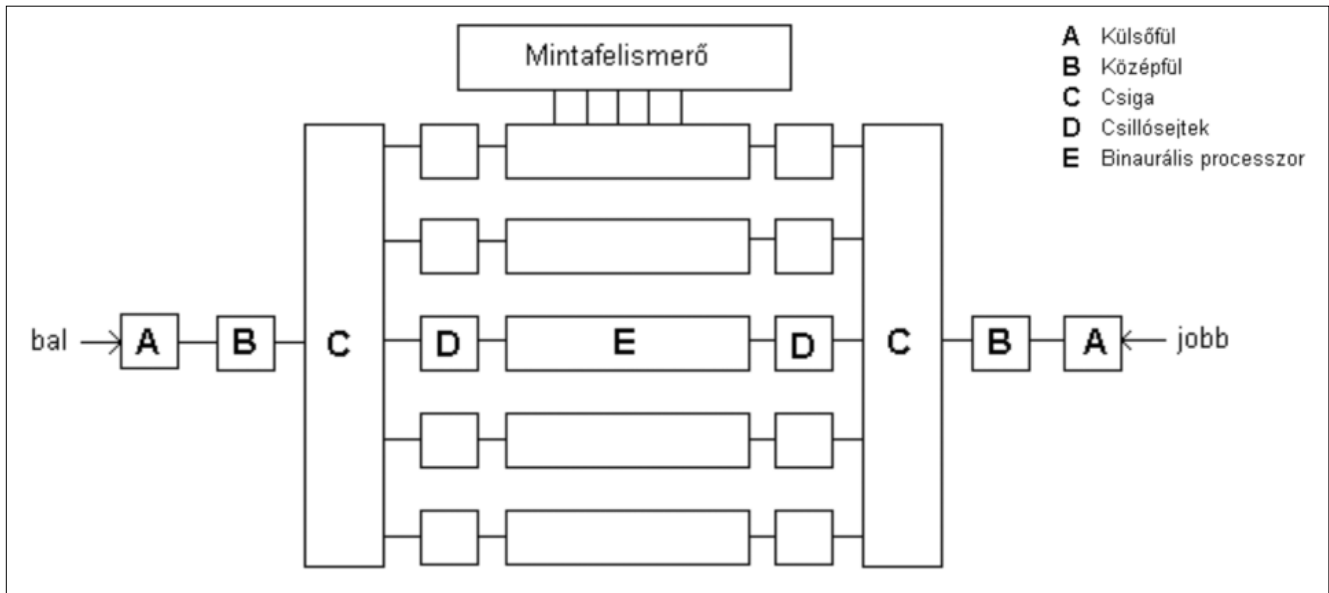 Mintafelismerő
A Külsőfül
B Középfül
C Csiga
D Csillósejtek
E Binaurális processzor
bal A B C D E D C B A jobb